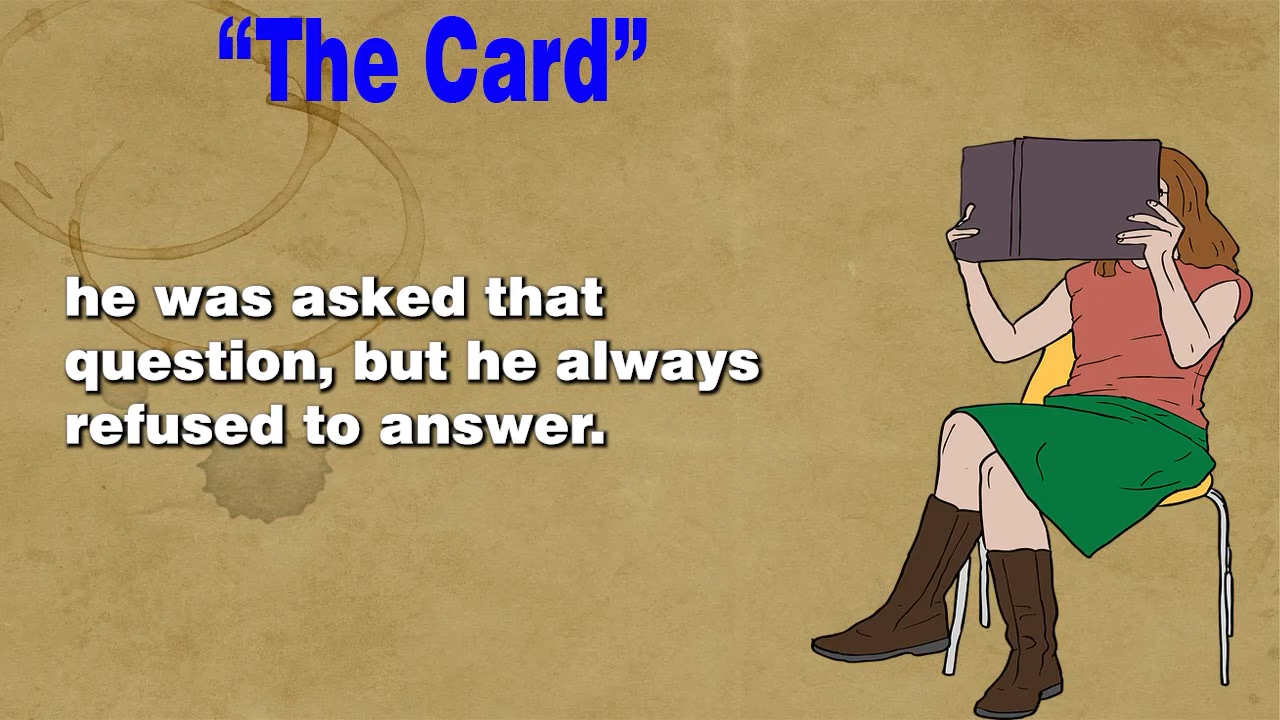 “The Card”
he was asked that
question, but he always
refused to answer.